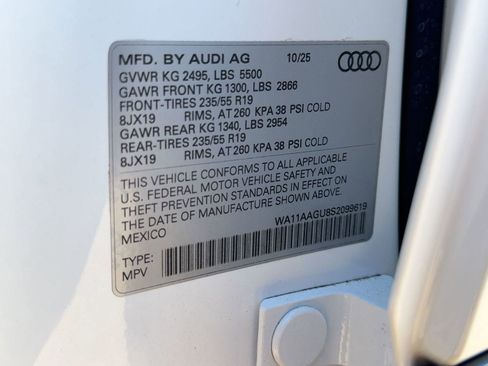 MFD. BY AUDI AG 10/25
GVWR KG 2495, LBS 5500
GAWR FRONT KG 1300, LBS 2866
FRONT-TIRES 235/55 R19
8JX19 RIMS, AT 260 KPA 38 PSI COLD
GAWR REAR KG 1340, LBS 2954
REAR-TIRES 235/55 R19
8JX19 RIMS, AT 260 KPA 38 PSI COLD
THIS VEHICLE CONFORMS TO ALL APPLICABLE
U.S. FEDERAL MOTOR VEHICLE SAFETY AND
THEFT PREVENTION STANDARDS IN EFFECT ON
THE DATE OF MANUFACTURE SHOWN ABOVE.
MEXICO WA11AAGU8S2099619
TYPE:
MPV